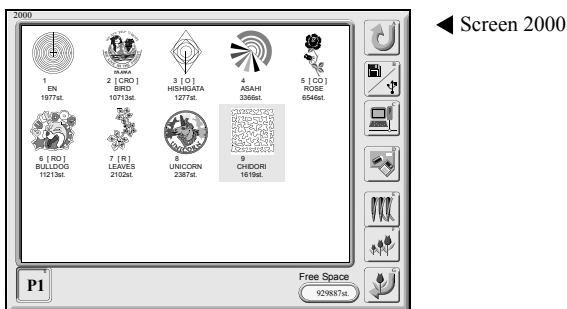 2000
◀ Screen 2000
1
EN
1977st.
2 [ CRO ]
BIRD
10713st.
3 [ O ]
HISHIGATA
1277st.
4
ASAHI
3366st.
5 [ CO ]
ROSE
6546st.
6 [ RO ]
BULLDOG
11213st.
7 [ R ]
LEAVES
2102st.
UNICORN
8
UNICORN
2387st.
9
CHIDORI
1619st.
P1
Free Space
929887st.